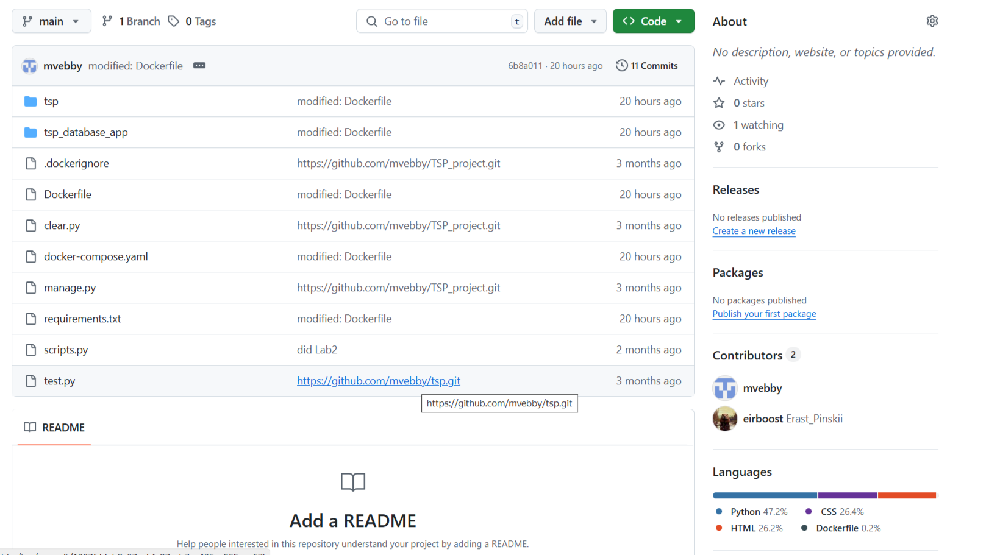 main
1 Branch
0 Tags
Go to file
t
Add file
Code
mvebby modified: Dockerfile
6b8a011 · 20 hours ago
11 Commits
tsp modified: Dockerfile 20 hours ago
tsp_database_app modified: Dockerfile 20 hours ago
.dockerignore https://github.com/mvebby/TSP_project.git 3 months ago
Dockerfile modified: Dockerfile 20 hours ago
clear.py https://github.com/mvebby/TSP_project.git 3 months ago
docker-compose.yaml modified: Dockerfile 20 hours ago
manage.py https://github.com/mvebby/TSP_project.git 3 months ago
requirements.txt modified: Dockerfile 20 hours ago
scripts.py did Lab2 2 months ago
test.py https://github.com/mvebby/tsp.git 3 months ago
https://github.com/mvebby/tsp.git
README
Add a README
Help people interested in this repository understand your project by adding a README.
About
No description, website, or topics provided.
Activity
0 stars
1 watching
0 forks
Releases
No releases published
Create a new release
Packages
No packages published
Publish your first package
Contributors 2
mvebby
eirboost Erast_Pinskii
Languages
Python 47.2%
CSS 26.4%
HTML 26.2%
Dockerfile 0.2%